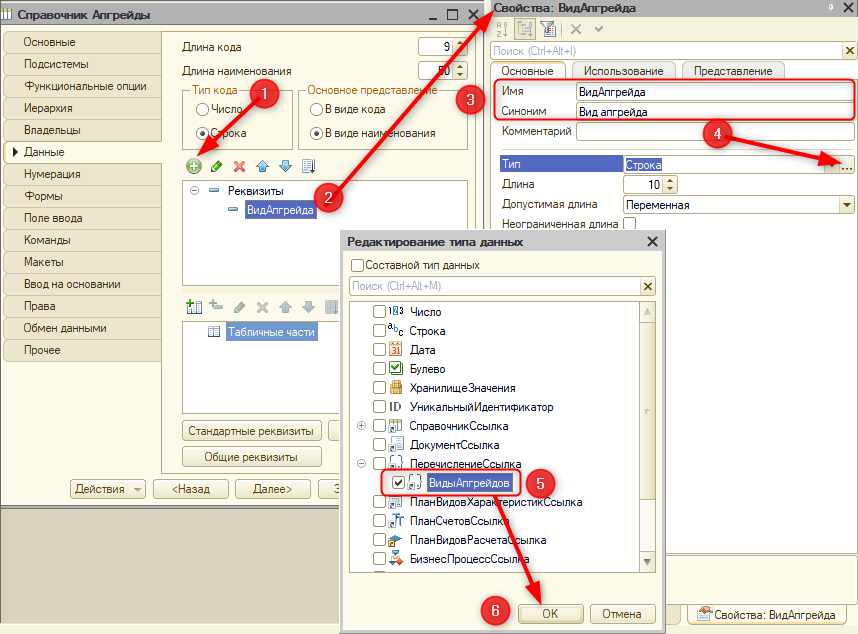 Справочник Апгрейды
Основные
Подсистемы
Функциональные опции
Иерархия
Владельцы
Данные
Нумерация
Формы
Поле ввода
Команды
Макеты
Ввод на основании
Права
Обмен данными
Прочее
Длина кода
9
Длина наименования
50
Тип кода
Число
Строка
Основное представление
В виде кода
В виде наименования
Реквизиты
ВидАпгрейда
Табличные части
Стандартные реквизиты
Общие реквизиты
Действия
<Назад
Далее>
1
2
3
4
5
6
Свойства: ВидАпгрейда
Поиск (Ctrl+Alt+I)
Основные
Использование
Представление
Имя
ВидАпгрейда
Синоним
Вид апгрейда
Комментарий
Тип
Строка
...
Длина
10
Допустимая длина
Переменная
Неограниченная длина
Редактирование типа данных
Составной тип данных
Поиск (Ctrl+Alt+M)
Число
Строка
Дата
Булево
ХранилищеЗначения
УникальныйИдентификатор
СправочникСсылка
ДокументСсылка
ПеречислениеСсылка
ВидыАпгрейдов
ПланВидовХарактеристикСсылка
ПланСчетовСсылка
ПланВидовРасчетаСсылка
БизнесПроцессСсылка
OK
Отмена
Свойства: ВидАпгрейда